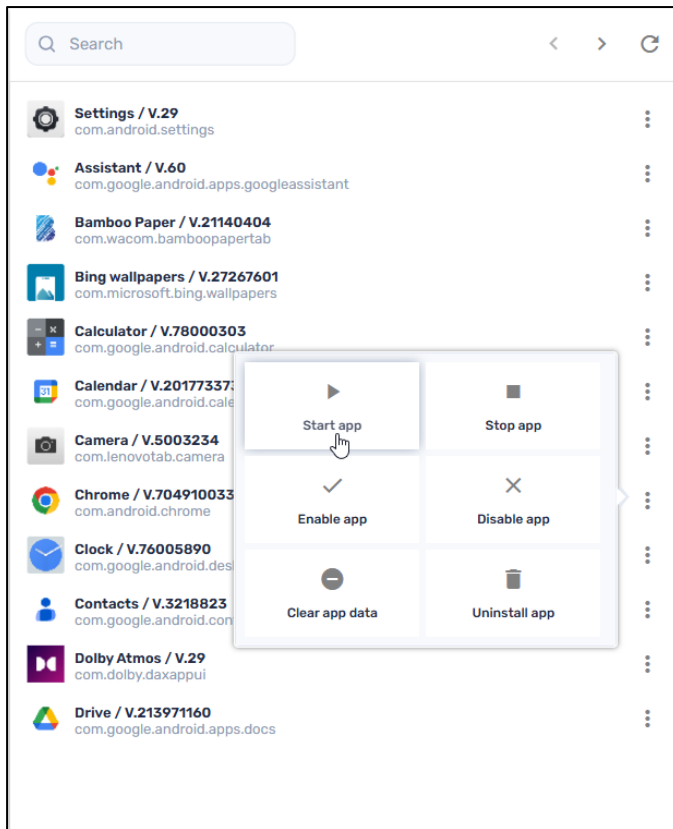 Search
Settings / V.29
com.android.settings
Assistant / V.60
com.google.android.apps.googleassistant
Bamboo Paper / V.21140404
com.wacom.bamboopapertab
Bing wallpapers / V.27267601
com.microsoft.bing.wallpapers
Calculator / V.78000303
com.google.android.calculator
Calendar / V.201773373
com.google.android.cale
Camera / V.5003234
com.lenovotab.camera
Chrome / V.704910033
com.android.chrome
Clock / V.76005890
com.google.android.des
Contacts / V.3218823
com.google.android.con
Dolby Atmos / V.29
com.dolby.daxappui
Drive / V.213971160
com.google.android.apps.docs
Start app
Stop app
Enable app
Disable app
Clear app data
Uninstall app
31